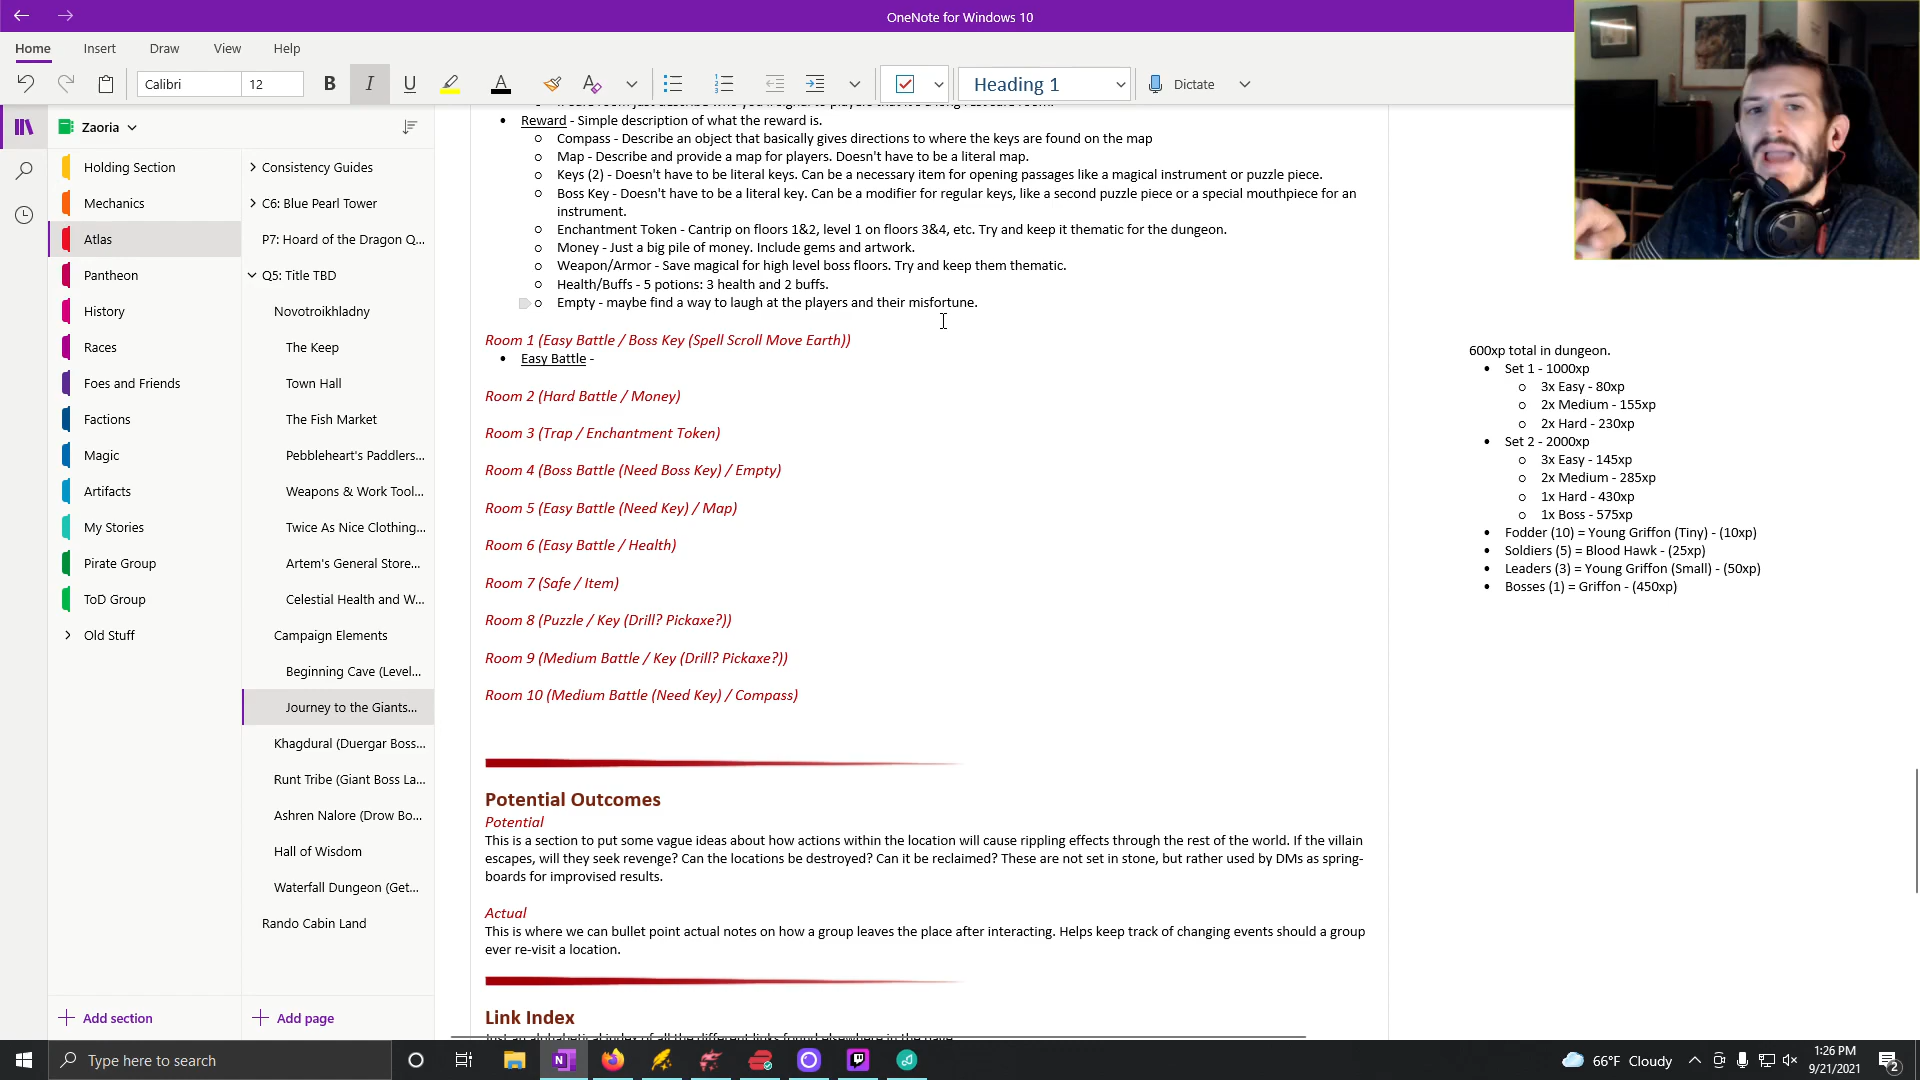 OneNote for Windows 10
Home Insert Draw View Help
Calibri 12 B I U A A Heading 1 Dictate
Zaoria
Holding Section
Mechanics
Atlas
Pantheon
History
Races
Foes and Friends
Factions
Magic
Artifacts
My Stories
Pirate Group
ToD Group
Old Stuff
Add section
Consistency Guides
C6: Blue Pearl Tower
P7: Hoard of the Dragon Q...
Q5: Title TBD
Novotroikhladny
The Keep
Town Hall
The Fish Market
Pebbleheart's Paddlers...
Weapons & Work Tool...
Twice As Nice Clothing...
Artem's General Store...
Celestial Health and W...
Campaign Elements
Beginning Cave (Level...
Journey to the Giants...
Khagdural (Duergar Boss...
Runt Tribe (Giant Boss La...
Ashren Nalore (Drow Bo...
Hall of Wisdom
Waterfall Dungeon (Get...
Rando Cabin Land
Add page
• Reward - Simple description of what the reward is.
o Compass - Describe an object that basically gives directions to where the keys are found on the map
o Map - Describe and provide a map for players. Doesn't have to be a literal map.
o Keys (2) - Doesn't have to be literal keys. Can be a necessary item for opening passages like a magical instrument or puzzle piece.
o Boss Key - Doesn't have to be a literal key. Can be a modifier for regular keys, like a second puzzle piece or a special mouthpiece for an
instrument.
o Enchantment Token - Cantrip on floors 1&2, level 1 on floors 3&4, etc. Try and keep it thematic for the dungeon.
o Money - Just a big pile of money. Include gems and artwork.
o Weapon/Armor - Save magical for high level boss floors. Try and keep them thematic.
o Health/Buffs - 5 potions: 3 health and 2 buffs.
o Empty - maybe find a way to laugh at the players and their misfortune.
Room 1 (Easy Battle / Boss Key (Spell Scroll Move Earth))
• Easy Battle -
Room 2 (Hard Battle / Money)
Room 3 (Trap / Enchantment Token)
Room 4 (Boss Battle (Need Boss Key) / Empty)
Room 5 (Easy Battle (Need Key) / Map)
Room 6 (Easy Battle / Health)
Room 7 (Safe / Item)
Room 8 (Puzzle / Key (Drill? Pickaxe?))
Room 9 (Medium Battle / Key (Drill? Pickaxe?))
Room 10 (Medium Battle (Need Key) / Compass)
Potential Outcomes
Potential
This is a section to put some vague ideas about how actions within the location will cause rippling effects through the rest of the world. If the villain
escapes, will they seek revenge? Can the locations be destroyed? Can it be reclaimed? These are not set in stone, but rather used by DMs as spring-
boards for improvised results.
Actual
This is where we can bullet point actual notes on how a group leaves the place after interacting. Helps keep track of changing events should a group
ever re-visit a location.
Link Index
600xp total in dungeon.
• Set 1 - 1000xp
o 3x Easy - 80xp
o 2x Medium - 155xp
o 2x Hard - 230xp
• Set 2 - 2000xp
o 3x Easy - 145xp
o 2x Medium - 285xp
o 1x Hard - 430xp
o 1x Boss - 575xp
• Fodder (10) = Young Griffon (Tiny) - (10xp)
• Soldiers (5) = Blood Hawk - (25xp)
• Leaders (3) = Young Griffon (Small) - (50xp)
• Bosses (1) = Griffon - (450xp)
Type here to search
66°F Cloudy
1:26 PM
9/21/2021
2